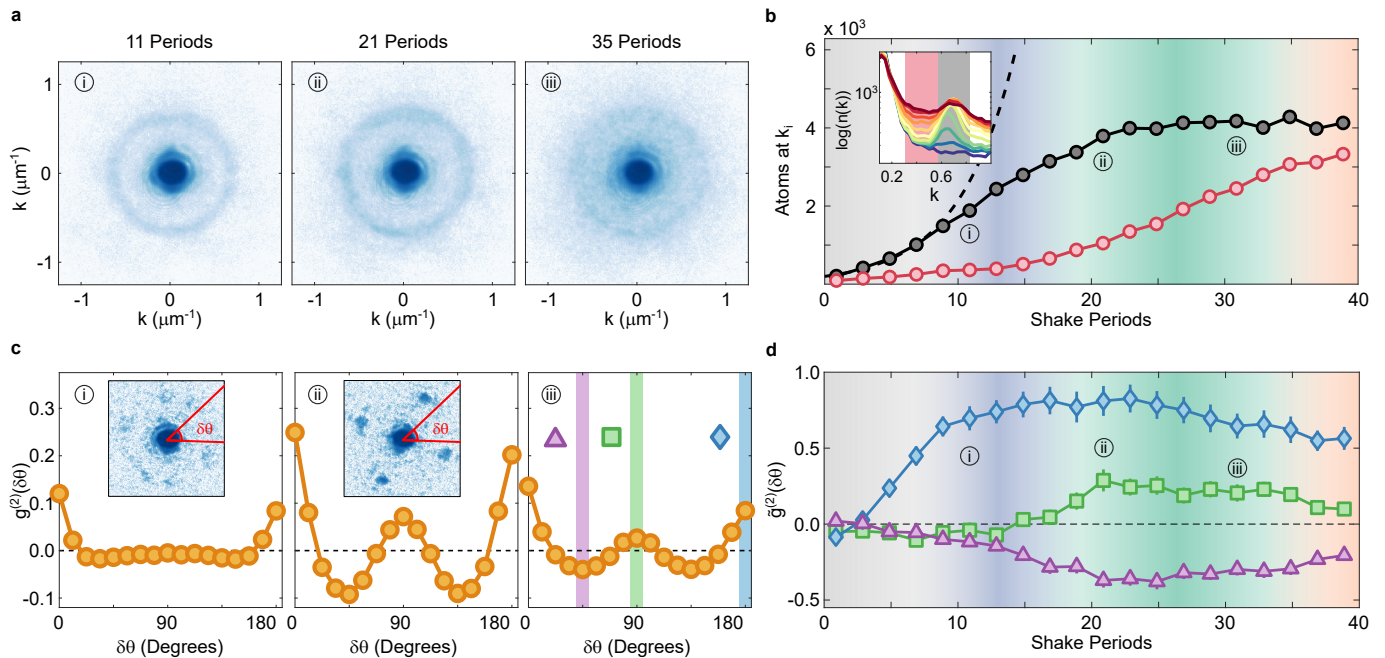 a
11 Periods
21 Periods
35 Periods
i
ii
iii
1
0
-1
k (μm⁻¹)
-1 0 1
-1 0 1
-1 0 1
k (μm⁻¹)
k (μm⁻¹)
k (μm⁻¹)
b
x 10³
6
4
2
Atoms at kᵢ
0 10 20 30 40
Shake Periods
log(n(k))
10³
0.2 0.6
k
i
ii
iii
c
i
ii
iii
δθ
δθ
0.3
0.2
0.1
0.0
-0.1
g⁽²⁾(δθ)
0 90 180
0 90 180
0 90 180
δθ (Degrees)
δθ (Degrees)
δθ (Degrees)
d
1.0
0.5
0.0
-0.5
g̅⁽²⁾(δθ)
i
ii
iii
0 10 20 30 40
Shake Periods